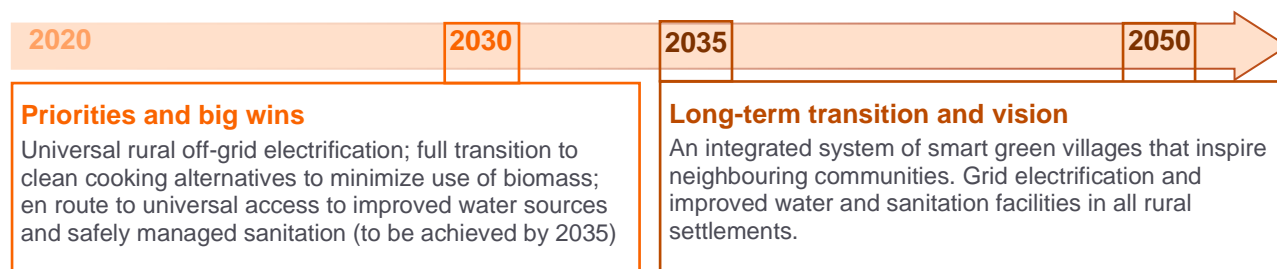 2020
2030
2035
2050
Priorities and big wins
Universal rural off-grid electrification; full transition to
clean cooking alternatives to minimize use of biomass;
en route to universal access to improved water sources
and safely managed sanitation (to be achieved by 2035)
Long-term transition and vision
An integrated system of smart green villages that inspire
neighbouring communities. Grid electrification and
improved water and sanitation facilities in all rural
settlements.